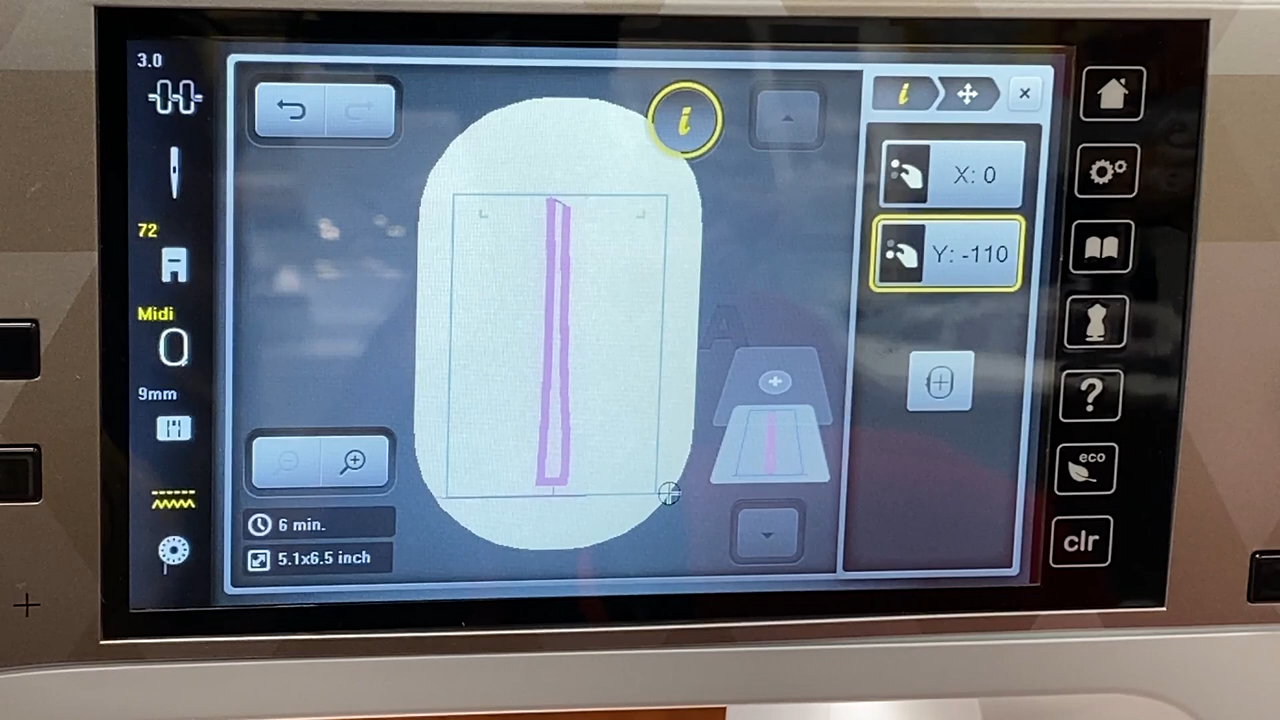 3.0
72
Midi
9mm
6 min.
5.1x6.5 inch
i
i
X: 0
Y: -110
?
eco
clr